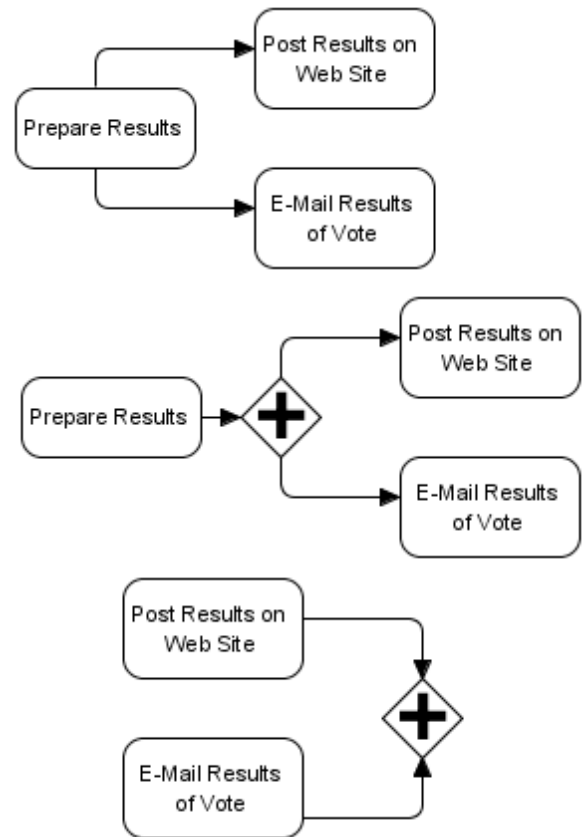 Post Results on
Web Site
Prepare Results
E-Mail Results
of Vote
Post Results on
Web Site
Prepare Results
E-Mail Results
of Vote
Post Results on
Web Site
E-Mail Results
of Vote